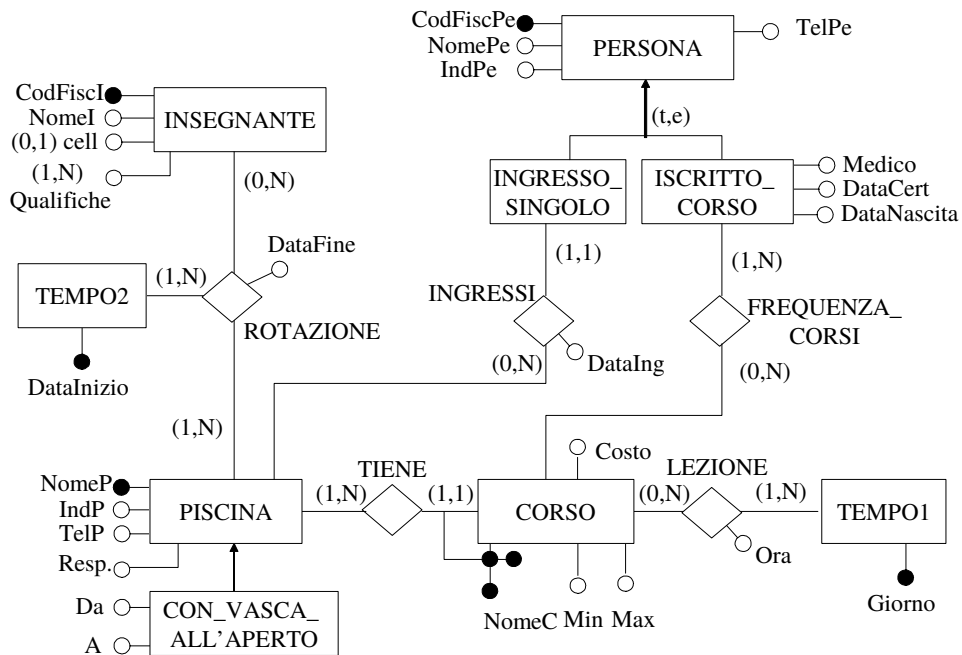 CodFiscPe
NomePe
IndPe
PERSONA
TelPe
CodFiscI
NomeI
(0,1) cell
(1,N)
Qualifiche
INSEGNANTE
(0,N)
(t,e)
INGRESSO_
SINGOLO
ISCRITTO_
CORSO
Medico
DataCert
DataNascita
DataFine
(1,N)
TEMPO2
ROTAZIONE
DataInizio
(1,1)
INGRESSI
DataIng
(0,N)
(1,N)
FREQUENZA_
CORSI
(0,N)
(1,N)
NomeP
IndP
TelP
Resp.
PISCINA
TIENE
(1,N)
(1,1)
Costo
CORSO
LEZIONE
(0,N)
(1,N)
TEMPO1
Ora
Giorno
NomeC
Min
Max
Da
A
CON_VASCA_
ALL'APERTO